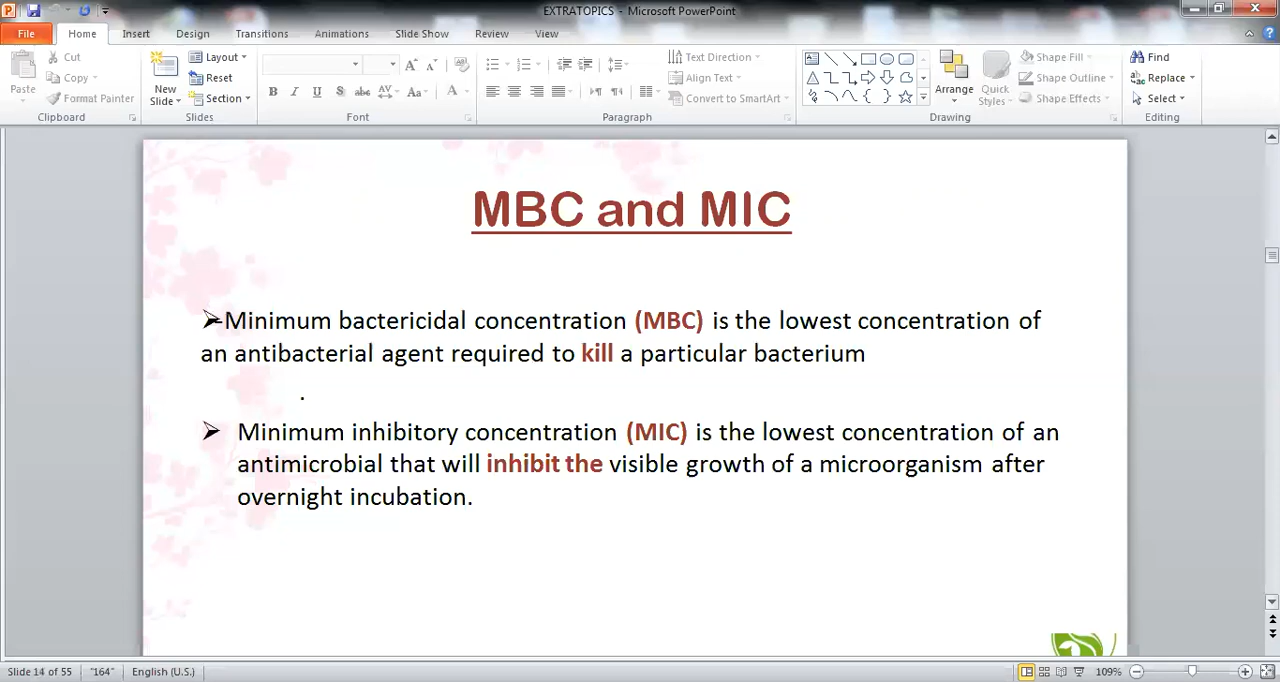 EXTRATOPICS - Microsoft PowerPoint
File Home Insert Design Transitions Animations Slide Show Review View
Cut Layout Text Direction Shape Fill Find
Copy Reset Align Text Shape Outline Replace
Paste Format Painter New Slide Section Convert to SmartArt Arrange Quick Styles Shape Effects Select
Clipboard Slides Font Paragraph Drawing Editing
MBC and MIC
➢Minimum bactericidal concentration (MBC) is the lowest concentration of
an antibacterial agent required to kill a particular bacterium
.
➢ Minimum inhibitory concentration (MIC) is the lowest concentration of an
antimicrobial that will inhibit the visible growth of a microorganism after
overnight incubation.
Slide 14 of 55 "164" English (U.S.) 109%